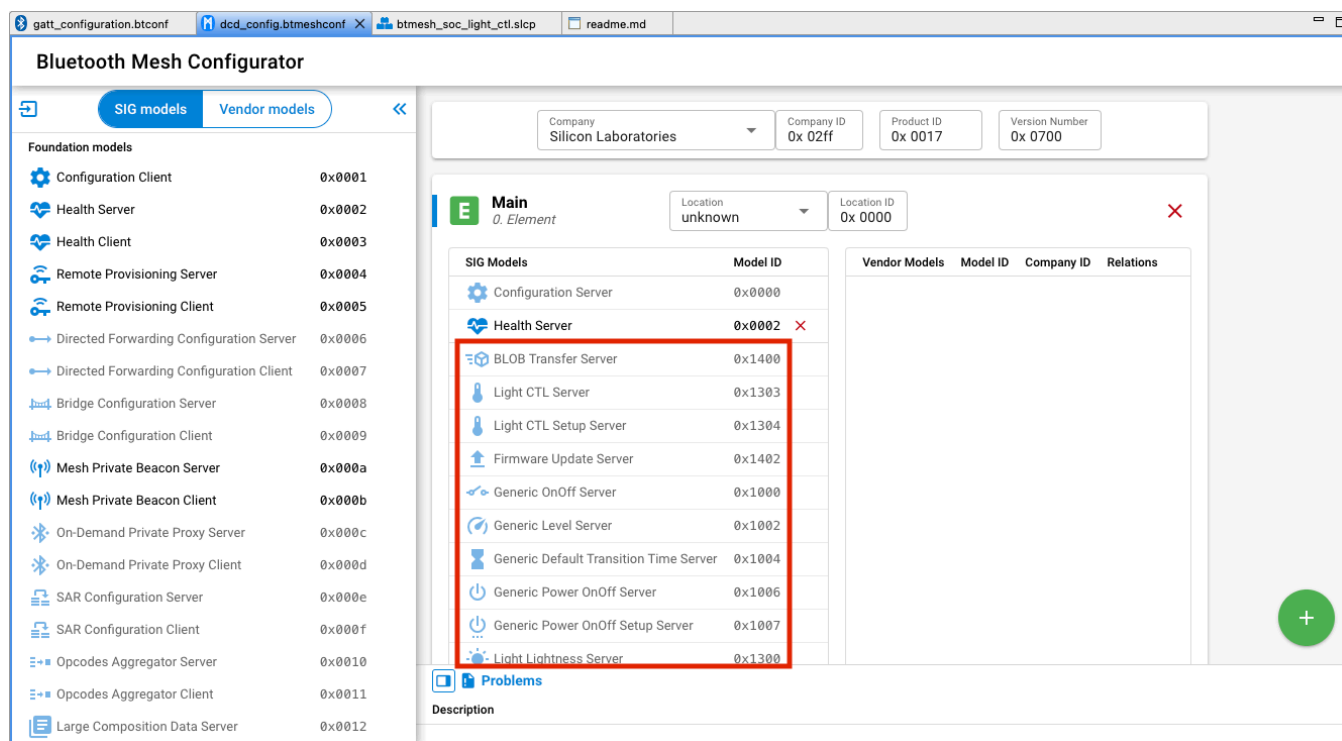 gatt_configuration.btconf dcd_config.btmeshconf btmesh_soc_light_ctl.slcp readme.md
Bluetooth Mesh Configurator
SIG models Vendor models
Foundation models
Configuration Client 0x0001
Health Server 0x0002
Health Client 0x0003
Remote Provisioning Server 0x0004
Remote Provisioning Client 0x0005
Directed Forwarding Configuration Server 0x0006
Directed Forwarding Configuration Client 0x0007
Bridge Configuration Server 0x0008
Bridge Configuration Client 0x0009
Mesh Private Beacon Server 0x000a
Mesh Private Beacon Client 0x000b
On-Demand Private Proxy Server 0x000c
On-Demand Private Proxy Client 0x000d
SAR Configuration Server 0x000e
SAR Configuration Client 0x000f
Opcodes Aggregator Server 0x0010
Opcodes Aggregator Client 0x0011
Large Composition Data Server 0x0012
Company Company ID Product ID Version Number
Silicon Laboratories 0x 02ff 0x 0017 0x 0700
E Main
0. Element
Location Location ID
unknown 0x 0000
SIG Models Model ID
Configuration Server 0x0000
Health Server 0x0002
BLOB Transfer Server 0x1400
Light CTL Server 0x1303
Light CTL Setup Server 0x1304
Firmware Update Server 0x1402
Generic OnOff Server 0x1000
Generic Level Server 0x1002
Generic Default Transition Time Server 0x1004
Generic Power OnOff Server 0x1006
Generic Power OnOff Setup Server 0x1007
Light Lightness Server 0x1300
Vendor Models Model ID Company ID Relations
Problems
Description